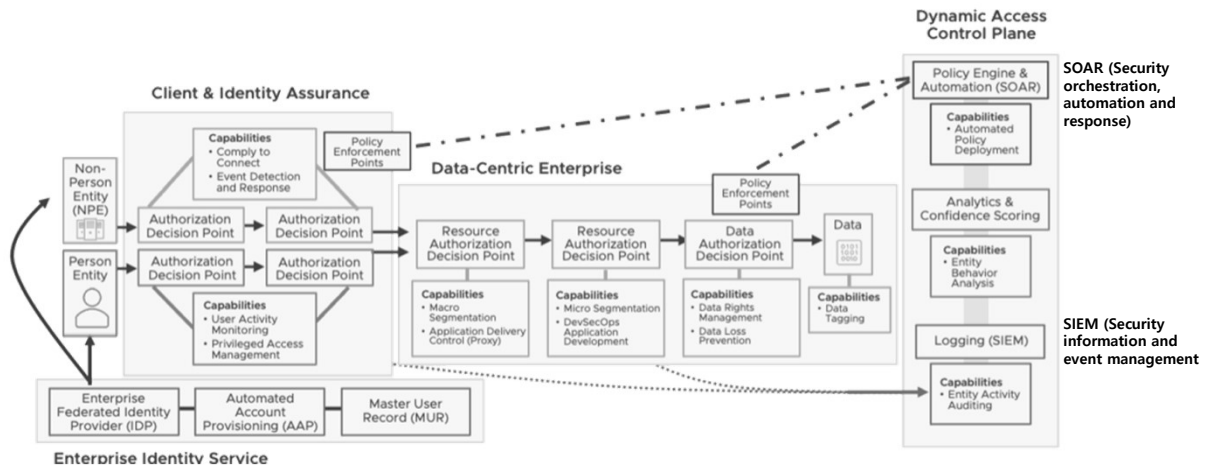 Dynamic Access
Control Plane
Policy Engine &
Automation (SOAR)
Capabilities
• Automated
Policy
Deployment
SOAR (Security
orchestration,
automation and
response)
Analytics &
Confidence Scoring
Capabilities
• Entity
Behavior
Analysis
Logging (SIEM)
Capabilities
• Entity Activity
Auditing
SIEM (Security
information and
event management
Client & Identity Assurance
Capabilities
• Comply to
Connect
• Event Detection
and Response
Policy
Enforcement
Points
Non-
Person
Entity
(NPE)
Authorization
Decision Point
Authorization
Decision Point
Person
Entity
Authorization
Decision Point
Authorization
Decision Point
Capabilities
• User Activity
Monitoring
• Privileged Access
Management
Data-Centric Enterprise
Policy
Enforcement
Points
Resource
Authorization
Decision Point
Resource
Authorization
Decision Point
Data
Authorization
Decision Point
Data
0101
1001
0010
Capabilities
• Macro
Segmentation
• Application Delivery
Control (Proxy)
Capabilities
• Micro Segmentation
• DevSecOps
Application
Development
Capabilities
• Data Rights
Management
• Data Loss
Prevention
Capabilities
• Data
Tagging
Enterprise
Federated Identity
Provider (IDP)
Automated
Account
Provisioning (AAP)
Master User
Record (MUR)
Enterprise Identity Service